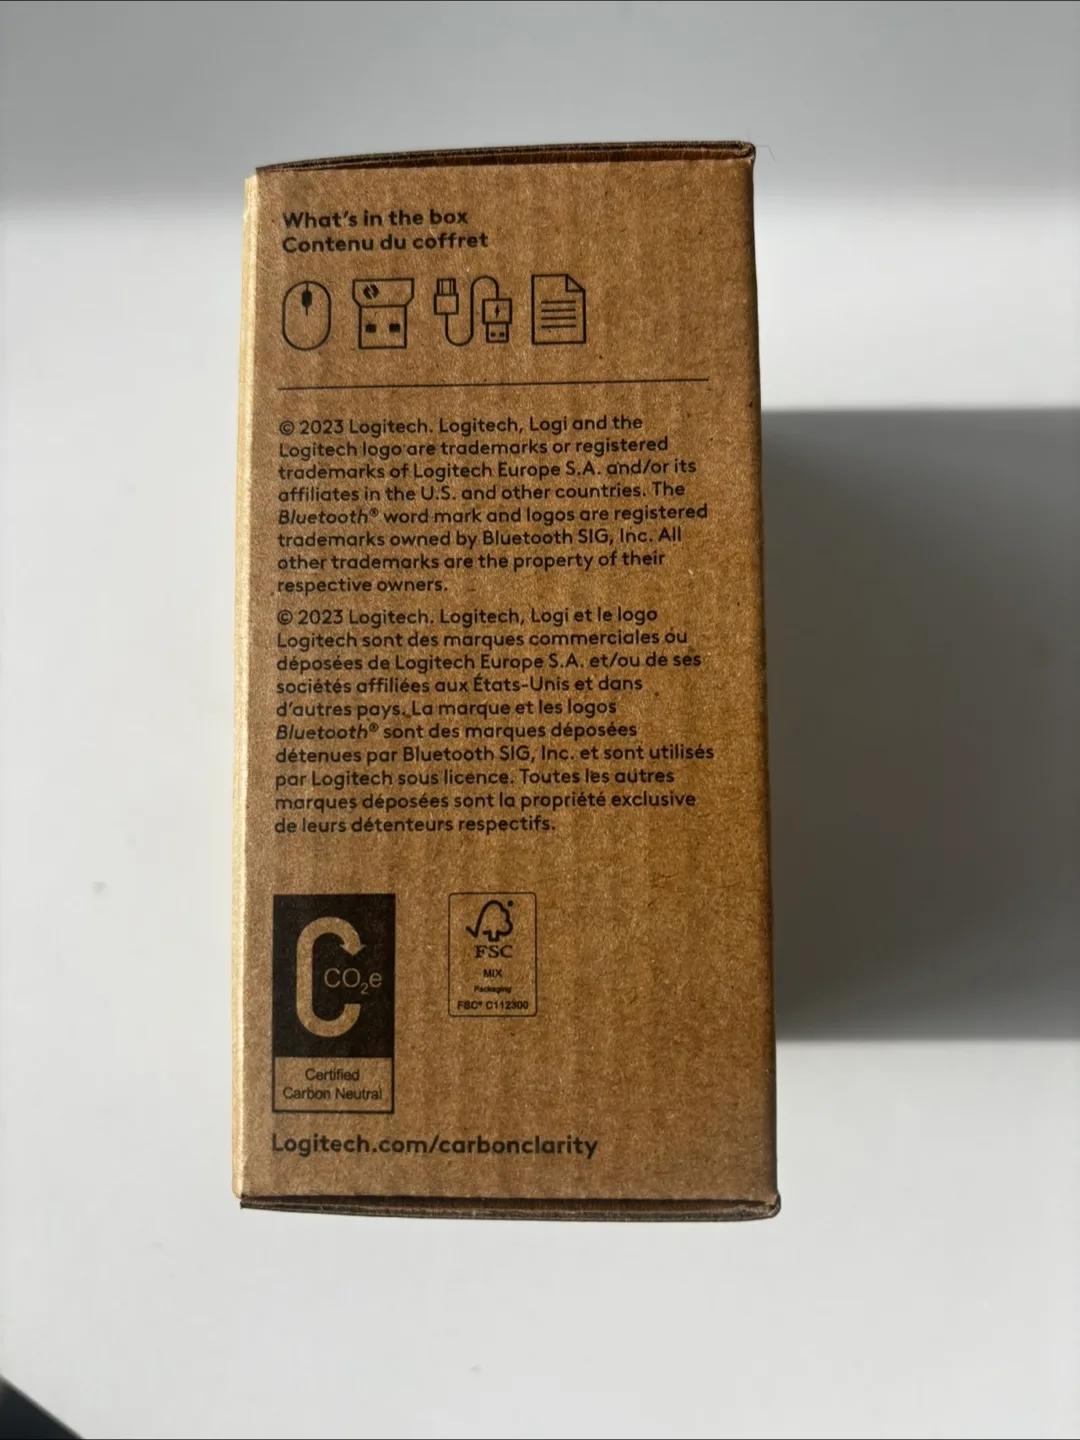 What's in the box
Contenu du coffret
© 2023 Logitech. Logitech, Logi and the
Logitech logo are trademarks or registered
trademarks of Logitech Europe S.A. and/or its
affiliates in the U.S. and other countries. The
Bluetooth® word mark and logos are registered
trademarks owned by Bluetooth SIG, Inc. All
other trademarks are the property of their
respective owners.
© 2023 Logitech. Logitech, Logi et le logo
Logitech sont des marques commerciales ou
déposées de Logitech Europe S.A. et/ou de ses
sociétés affiliées aux États-Unis et dans
d'autres pays. La marque et les logos
Bluetooth® sont des marques déposées
détenues par Bluetooth SIG, Inc. et sont utilisés
par Logitech sous licence. Toutes les autres
marques déposées sont la propriété exclusive
de leurs détenteurs respectifs.
C
CO₂e
Certified
Carbon Neutral
FSC
MIX
Packaging
FSC® C112300
Logitech.com/carbonclarity